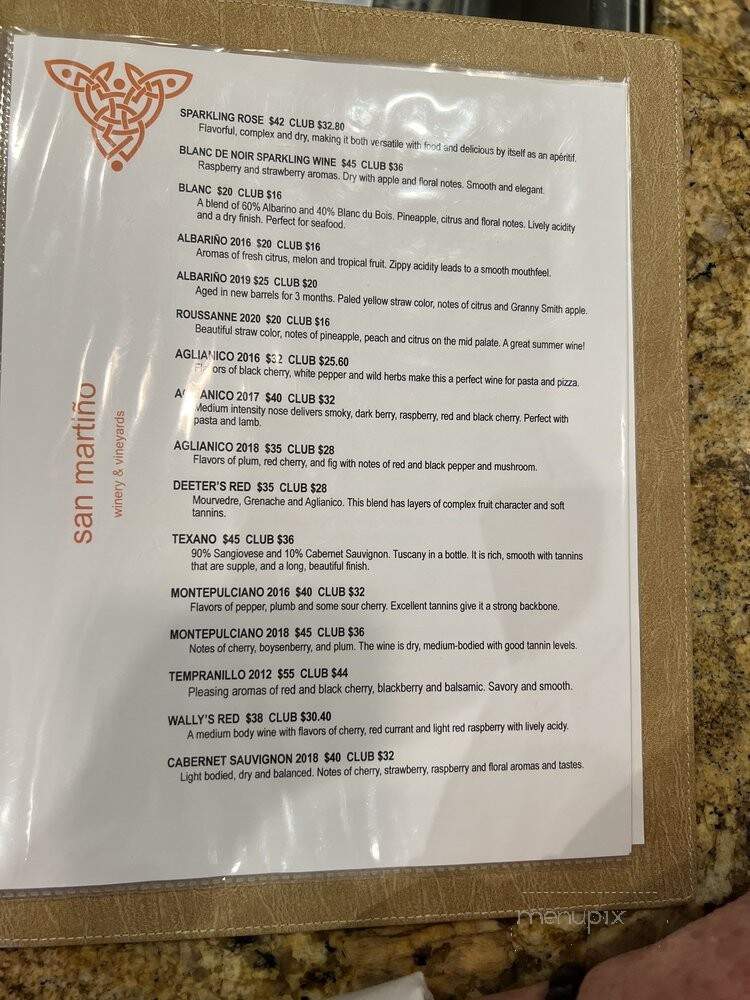 SPARKLING ROSE $42 CLUB $32.80
Flavorful, complex and dry, making it both versatile with food and delicious by itself as an apéritif.
BLANC DE NOIR SPARKLING WINE $45 CLUB $36
Raspberry and strawberry aromas. Dry with apple and floral notes. Smooth and elegant.
BLANC $20 CLUB $16
A blend of 60% Albarino and 40% Blanc du Bois. Pineapple, citrus and floral notes. Lively acidity
and a dry finish. Perfect for seafood.
ALBARIÑO 2016 $20 CLUB $16
Aromas of fresh citrus, melon and tropical fruit. Zippy acidity leads to a smooth mouthfeel.
ALBARIÑO 2019 $25 CLUB $20
Aged in new barrels for 3 months. Paled yellow straw color, notes of citrus and Granny Smith apple.
ROUSSANNE 2020 $20 CLUB $16
Beautiful straw color, notes of pineapple, peach and citrus on the mid palate. A great summer wine!
AGLIANICO 2016 $32 CLUB $25.60
Flavors of black cherry, white pepper and wild herbs make this a perfect wine for pasta and pizza.
AGLIANICO 2017 $40 CLUB $32
Medium intensity nose delivers smoky, dark berry, raspberry, red and black cherry. Perfect with
pasta and lamb.
AGLIANICO 2018 $35 CLUB $28
Flavors of plum, red cherry, and fig with notes of red and black pepper and mushroom.
DEETER'S RED $35 CLUB $28
Mourvedre, Grenache and Aglianico. This blend has layers of complex fruit character and soft
tannins.
TEXANO $45 CLUB $36
90% Sangiovese and 10% Cabernet Sauvignon. Tuscany in a bottle. It is rich, smooth with tannins
that are supple, and a long, beautiful finish.
MONTEPULCIANO 2016 $40 CLUB $32
Flavors of pepper, plumb and some sour cherry. Excellent tannins give it a strong backbone.
MONTEPULCIANO 2018 $45 CLUB $36
Notes of cherry, boysenberry, and plum. The wine is dry, medium-bodied with good tannin levels.
TEMPRANILLO 2012 $55 CLUB $44
Pleasing aromas of red and black cherry, blackberry and balsamic. Savory and smooth.
WALLY'S RED $38 CLUB $30.40
A medium body wine with flavors of cherry, red currant and light red raspberry with lively acidy.
CABERNET SAUVIGNON 2018 $40 CLUB $32
Light bodied, dry and balanced. Notes of cherry, strawberry, raspberry and floral aromas and tastes.
san martiño
winery & vineyards
menupix